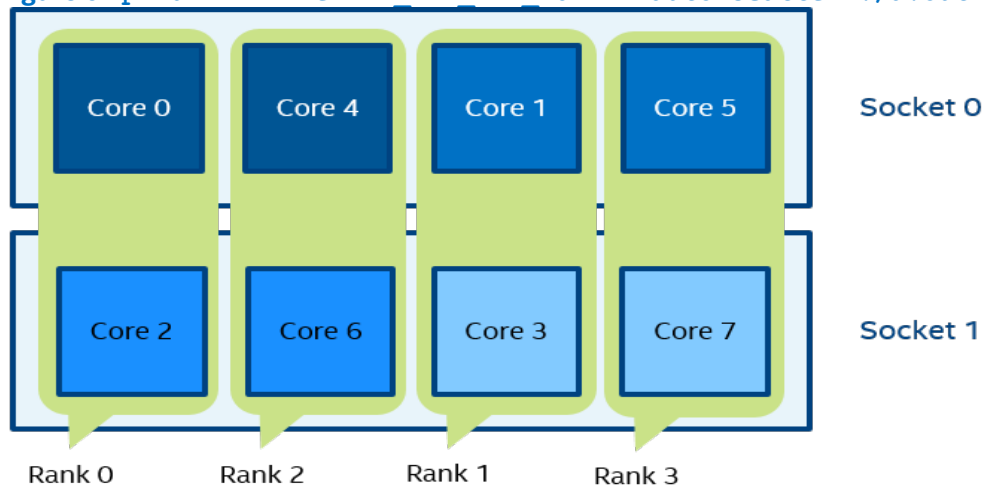 Core 0 Core 4 Core 1 Core 5 Socket 0
Core 2 Core 6 Core 3 Core 7 Socket 1
Rank 0 Rank 2 Rank 1 Rank 3